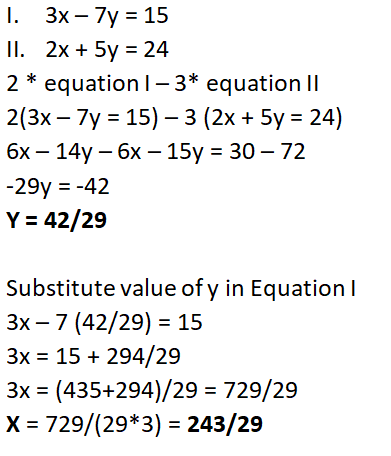 I. 3x – 7y = 15
II. 2x + 5y = 24
2 * equation I – 3* equation II
2(3x – 7y = 15) – 3 (2x + 5y = 24)
6x – 14y – 6x – 15y = 30 – 72
-29y = -42
Y = 42/29
Substitute value of y in Equation I
3x – 7 (42/29) = 15
3x = 15 + 294/29
3x = (435+294)/29 = 729/29
X = 729/(29*3) = 243/29